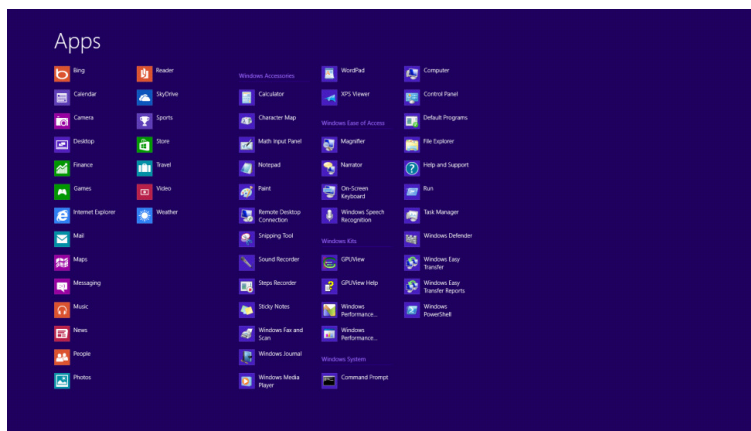 Apps
Bing
Calendar
Camera
Desktop
Finance
Games
Internet Explorer
Mail
Maps
Messaging
Music
News
People
Photos
Reader
SkyDrive
Sports
Store
Travel
Video
Weather
Windows Accessories
Calculator
Character Map
Math Input Panel
Notepad
Paint
Remote Desktop
Connection
Snipping Tool
Sound Recorder
Steps Recorder
Sticky Notes
Windows Fax and
Scan
Windows Journal
Windows Media
Player
WordPad
XPS Viewer
Windows Ease of Access
Magnifier
Narrator
On-Screen
Keyboard
Windows Speech
Recognition
Windows Kits
GPUView
GPUView Help
Windows
Performance...
Windows
Performance...
Windows System
Command Prompt
Computer
Control Panel
Default Programs
File Explorer
Help and Support
Run
Task Manager
Windows Defender
Windows Easy
Transfer
Windows Easy
Transfer Reports
Windows
PowerShell